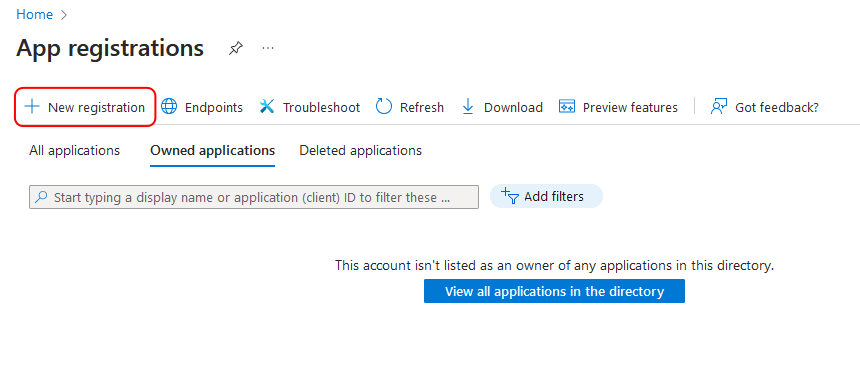 Home
App registrations
New registration Endpoints Troubleshoot Refresh Download Preview features Got feedback?
All applications Owned applications Deleted applications
Start typing a display name or application (client) ID to filter these ... Add filters
This account isn't listed as an owner of any applications in this directory.
View all applications in the directory